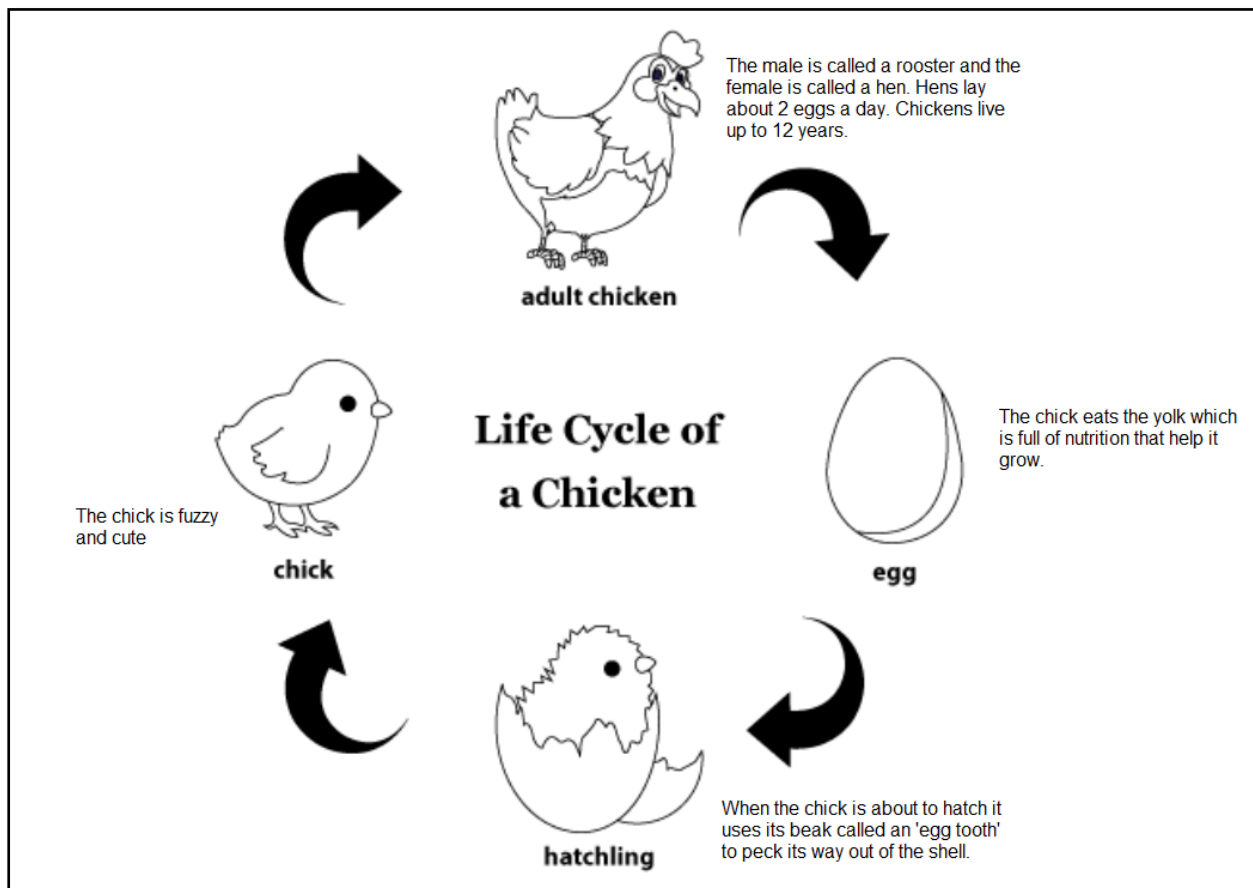 The male is called a rooster and the
female is called a hen. Hens lay
about 2 eggs a day. Chickens live
up to 12 years.
adult chicken
Life Cycle of
a Chicken
The chick eats the yolk which
is full of nutrition that help it
grow.
egg
The chick is fuzzy
and cute
chick
When the chick is about to hatch it
uses its beak called an 'egg tooth'
to peck its way out of the shell.
hatchling